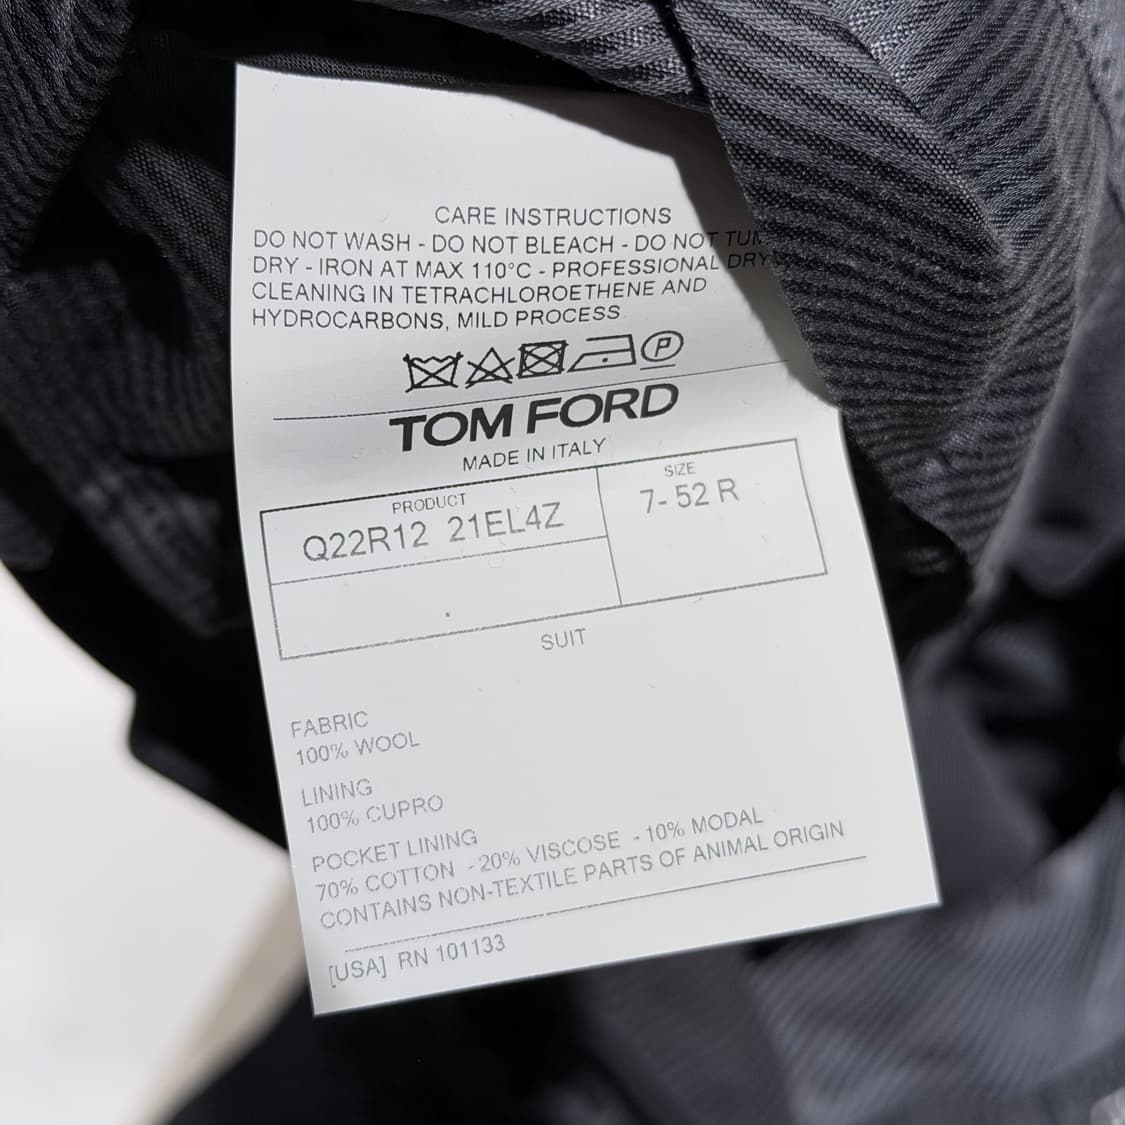 CARE INSTRUCTIONS
DO NOT WASH - DO NOT BLEACH - DO NOT TUM
DRY - IRON AT MAX 110°C - PROFESSIONAL DRY
CLEANING IN TETRACHLOROETHENE AND
HYDROCARBONS, MILD PROCESS
P
TOM FORD
MADE IN ITALY
PRODUCT
Q22R12 21EL4Z
SIZE
7- 52 R
SUIT
FABRIC
100% WOOL
LINING
100% CUPRO
POCKET LINING
70% COTTON - 20% VISCOSE - 10% MODAL
CONTAINS NON-TEXTILE PARTS OF ANIMAL ORIGIN
[USA] RN 101133